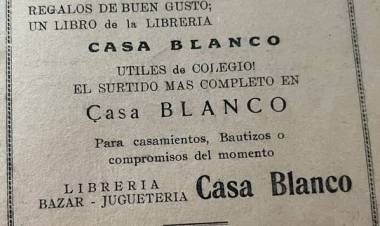 REGALOS DE BUEN GUSTO;
UN LIBRO de la LIBRERIA
CASA BLANCO
UTILES de COLEGIO!
EL SURTIDO MAS COMPLETO EN
Casa BLANCO
Para casamientos, Bautizos o
compromisos del momento
LIBRERIA
BAZAR - JUGUETERIA Casa Blanco